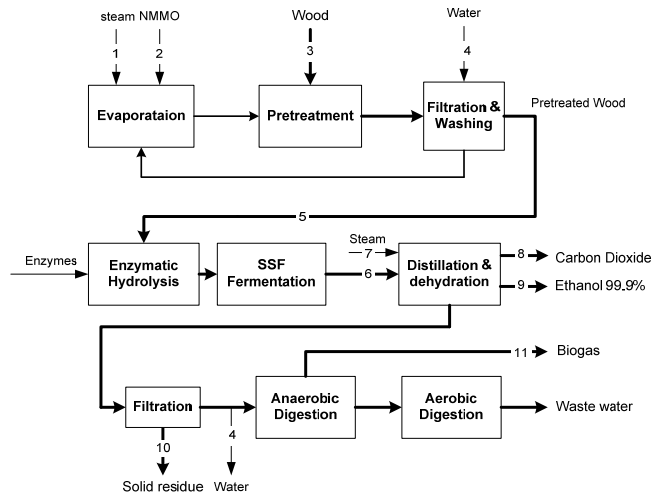 steam NMMO
Wood
Water
1
2
3
4
Evaporataion
Pretreatment
Filtration &
Washing
Pretreated Wood
5
Enzymes
Enzymatic
Hydrolysis
SSF
Fermentation
Steam
7
6
Distillation &
dehydration
8
Carbon Dioxide
9
Ethanol 99.9%
11
Biogas
Filtration
Anaerobic
Digestion
Aerobic
Digestion
Waste water
4
10
Solid residue
Water